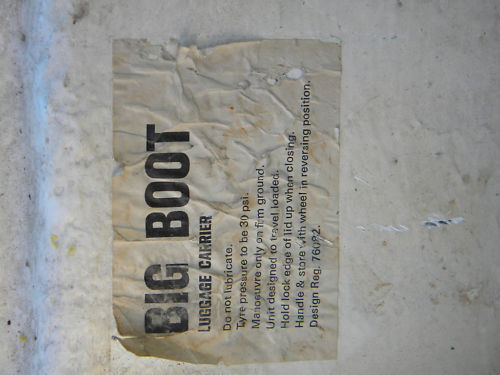 BIG BOOT
LUGGAGE CARRIER
Do not lubricate.
Tyre pressure to be 30 psi.
Manoeuvre only on firm ground.
Unit designed to travel loaded.
Hold lock edge of lid up when closing.
Handle & store with wheel in reversing position.
Design Reg.